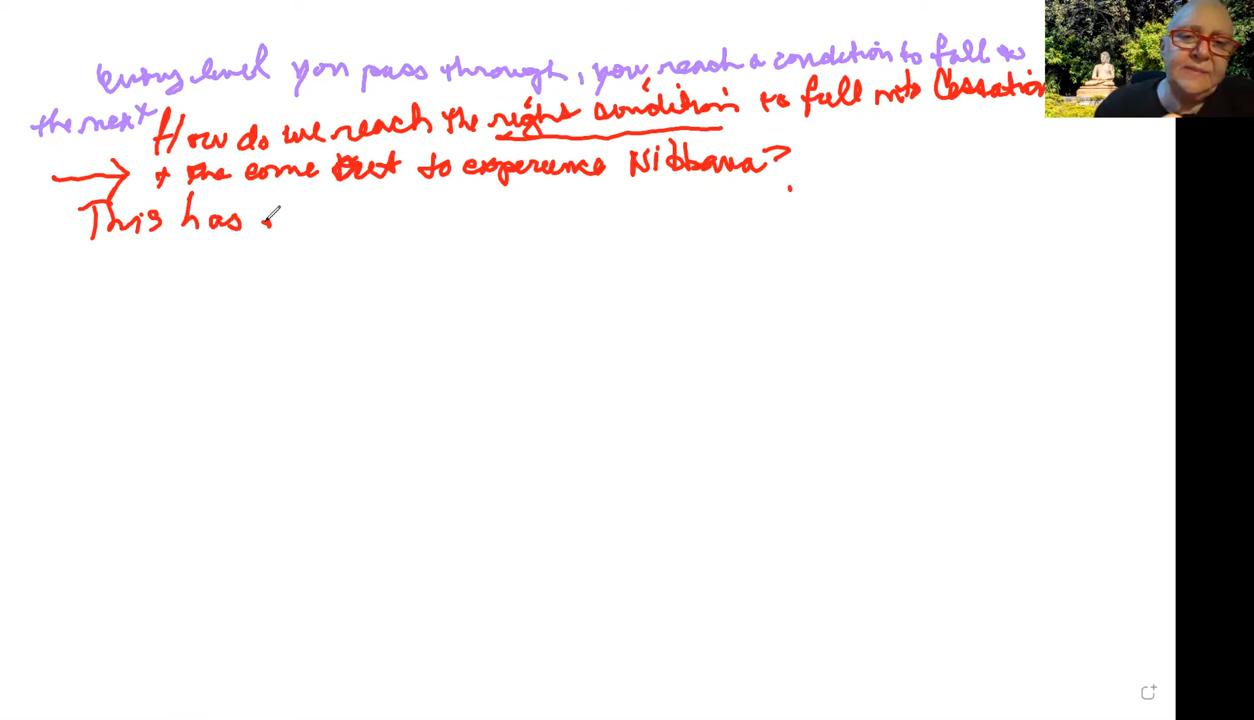 Every level you pass through, you reach a condition to fall to
the next
How do we reach the right condition to fall into Cessation
+ the come out to experience Nibbana?
This has